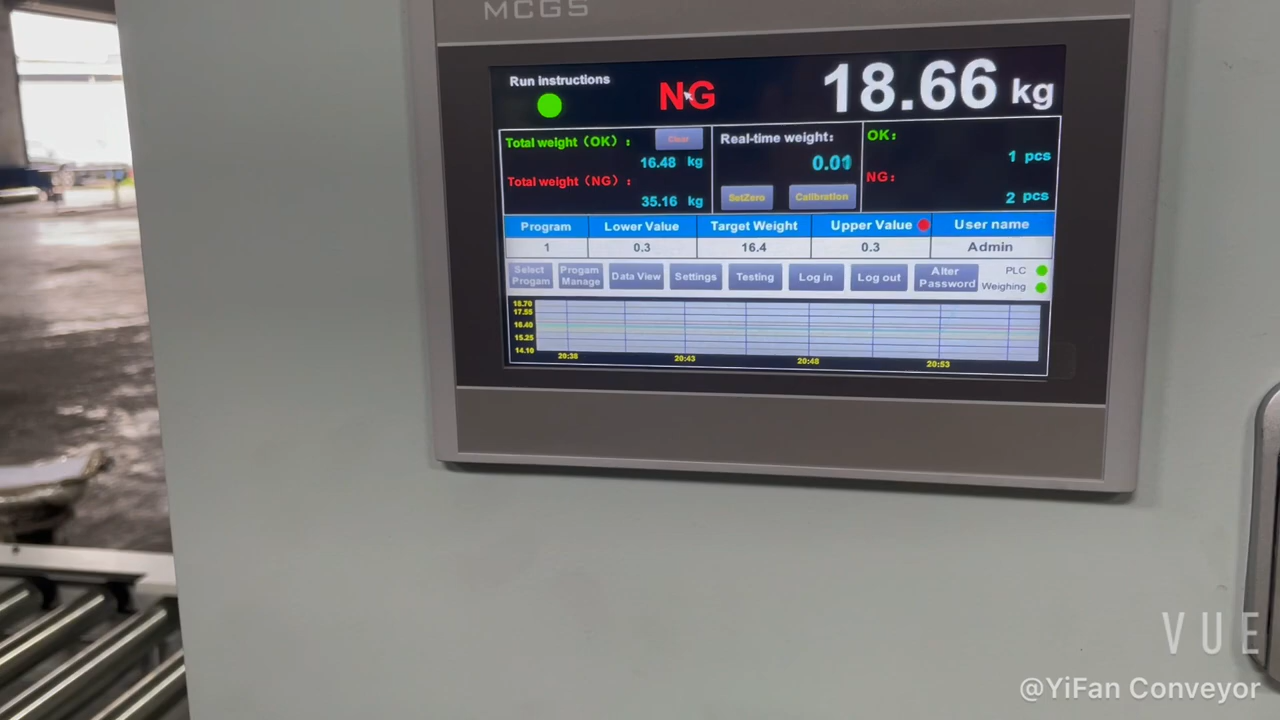 MCGS
Run instructions
NG
18.66 kg
Total weight（OK）:
Clear
16.48 kg
Total weight（NG）:
35.16 kg
Real-time weight:
0.01
SetZero Calibration
OK:
1 pcs
NG:
2 pcs
Program Lower Value Target Weight Upper Value User name
1 0.3 16.4 0.3 Admin
Select Progam
Progam Manage
Data View
Settings
Testing
Log in
Log out
Alter Password
PLC
Weighing
18.70
17.55
16.40
15.25
14.10
20:38 20:43 20:48 20:53
VUE
@YiFan Conveyor